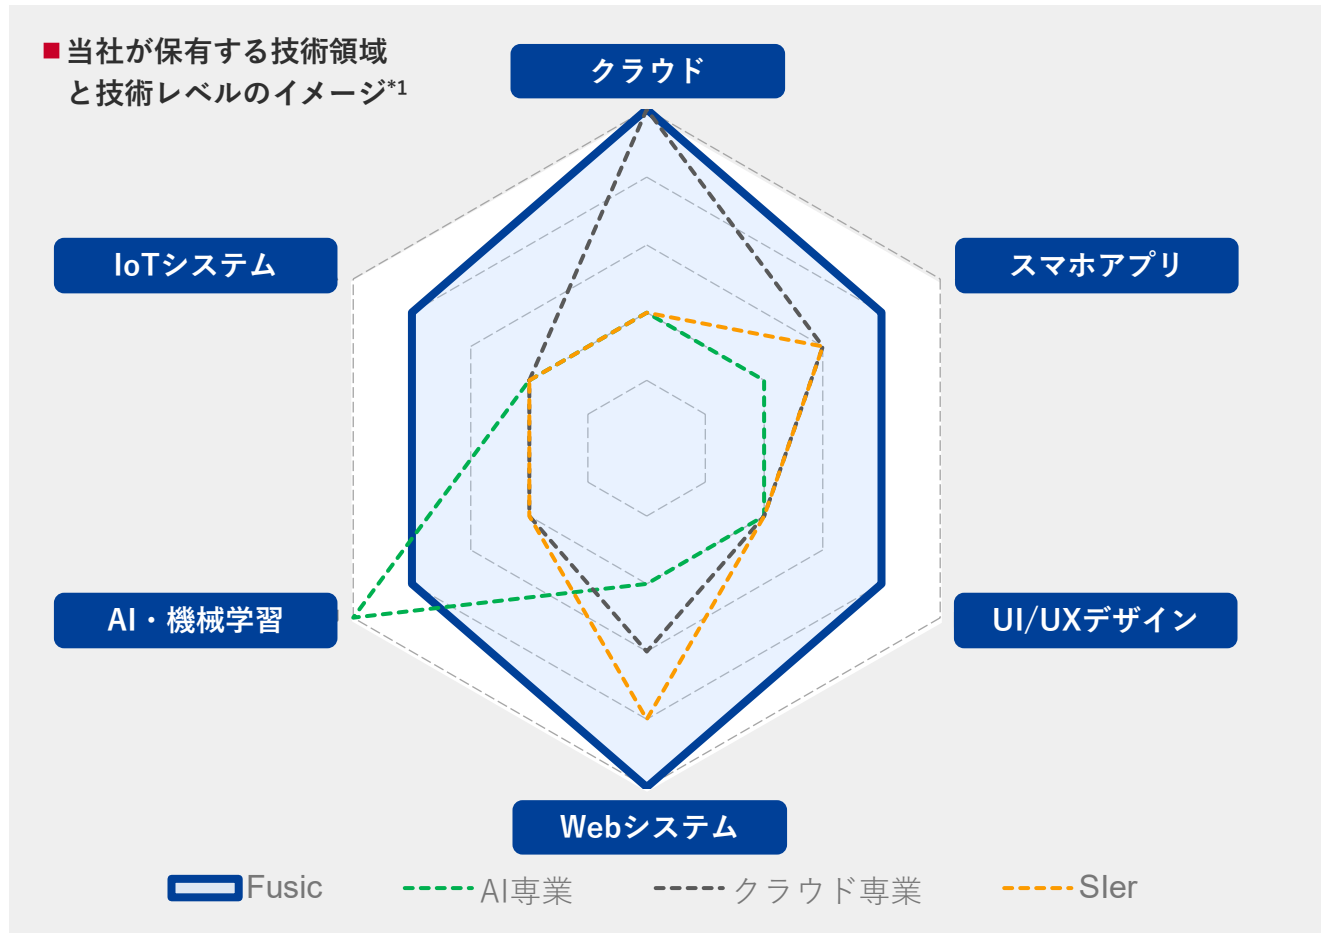 ■ 当社が保有する技術領域
と技術レベルのイメージ*1
クラウド
IoTシステム
スマホアプリ
AI・機械学習
UI/UXデザイン
Webシステム
Fusic
AI専業
クラウド専業
SIer